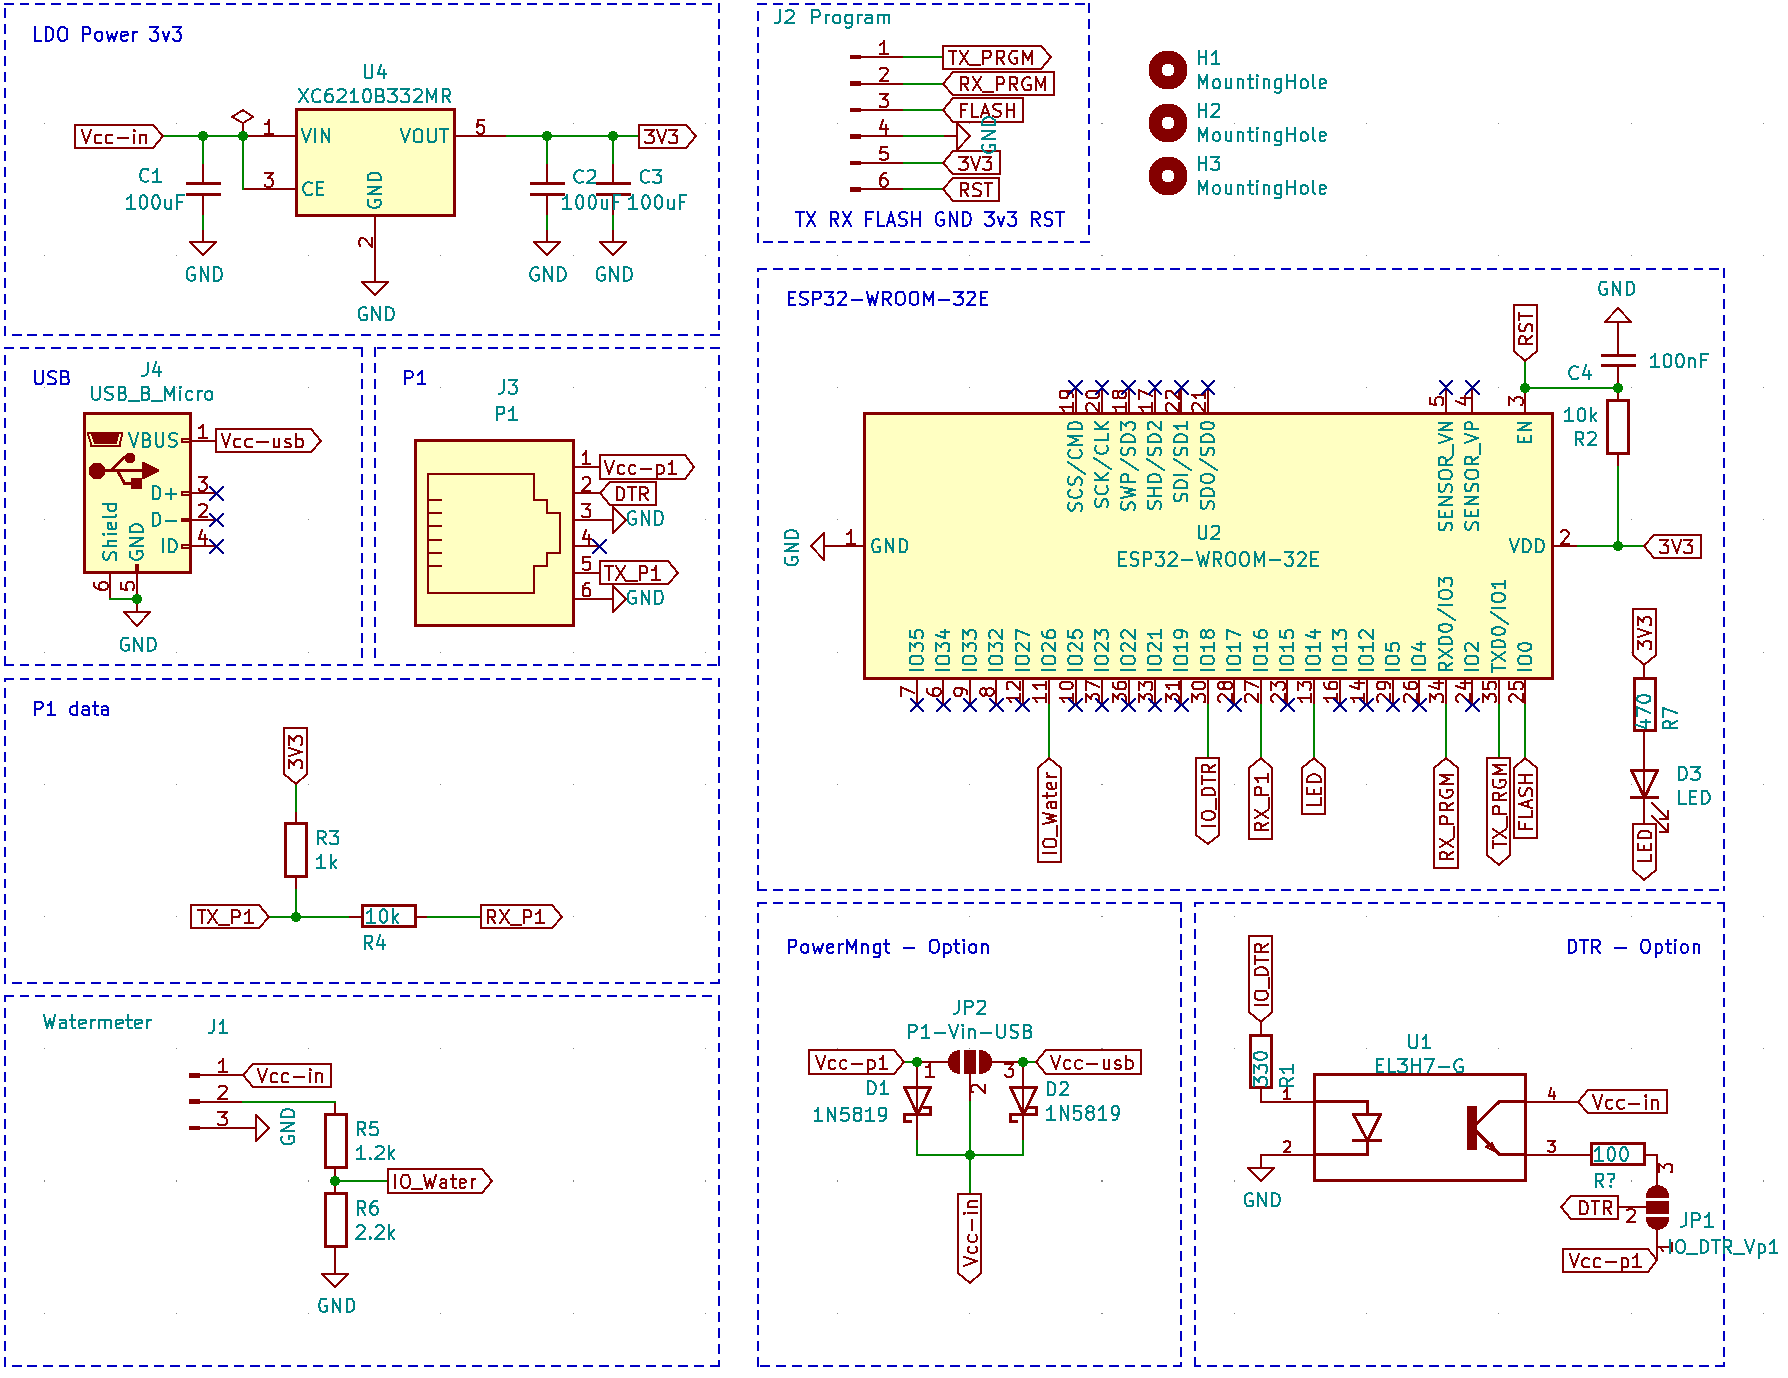 LDO Power 3v3
U4
XC6210B332MR
Vcc-in
1
VIN
VOUT
5
3V3
3
CE
GND
2
C1
100uF
C2
100uF
C3
100uF
GND
GND
GND
GND
J2 Program
1
TX_PRGM
2
RX_PRGM
3
FLASH
4
GND
5
3V3
6
RST
TX RX FLASH GND 3v3 RST
H1
MountingHole
H2
MountingHole
H3
MountingHole
USB
J4
USB_B_Micro
VBUS
1
Vcc-usb
D+
3
D-
2
ID
4
Shield
GND
6
5
GND
P1
J3
P1
1
Vcc-p1
2
DTR
3
GND
4
5
TX_P1
6
GND
ESP32-WROOM-32E
GND
RST
C4
100nF
10k
R2
19
20
18
17
22
21
5
4
3
SCS/CMD
SCK/CLK
SWP/SD3
SHD/SD2
SDI/SD1
SDO/SD0
SENSOR_VN
SENSOR_VP
EN
U2
ESP32-WROOM-32E
GND
1
GND
VDD
2
3V3
IO35
IO34
IO33
IO32
IO27
IO26
IO25
IO23
IO22
IO21
IO19
IO18
IO17
IO16
IO15
IO14
IO13
IO12
IO5
IO4
RXD0/IO3
IO2
TXD0/IO1
IO0
7
6
9
8
12
11
10
37
36
33
31
30
28
27
23
13
16
14
29
26
34
24
35
25
IO_Water
IO_DTR
RX_P1
LED
RX_PRGM
TX_PRGM
FLASH
3V3
470
R7
D3
LED
LED
P1 data
3V3
R3
1k
TX_P1
10k
R4
RX_P1
Watermeter
J1
1
Vcc-in
2
3
GND
R5
1.2k
IO_Water
R6
2.2k
GND
PowerMngt - Option
JP2
P1-Vin-USB
Vcc-p1
1
2
3
Vcc-usb
D1
1N5819
D2
1N5819
Vcc-in
DTR - Option
IO_DTR
330
R1
U1
EL3H7-G
1
2
GND
4
Vcc-in
3
100
R?
3
DTR
2
JP1
1
IO_DTR_Vp1
Vcc-p1